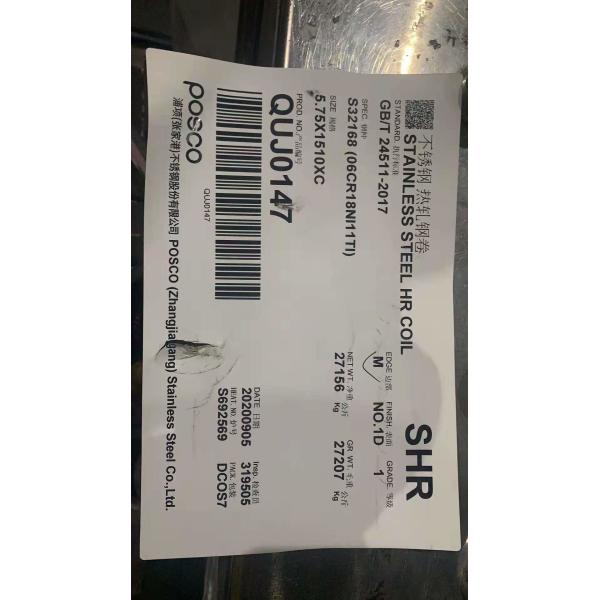 不锈钢 热轧钢卷
STAINLESS STEEL HR COIL
SHR
STANDARD. 执行标准
GB/T 24511-2017
EDGE 边部 FINISH. 表面 GRADE. 等级
M NO.1D 1
SPEC. 钢种
S32168 (06CR18NI11TI)
SIZE 规格
5.75X1510XC
NET WT. 净重 公斤
27156 Kg
GR. WT. 毛重 公斤
27207 Kg
PROD. NO./产品编号
QUJ0147
QUJ0147
DATE 日期
20200905
Insp. 检查员
319505
HEAT. NO. 炉号
S692569
PACK. 包装
DCOS7
posco
浦项(张家港)不锈钢股份有限公司 POSCO (Zhangjiagang) Stainless Steel Co.,Ltd.